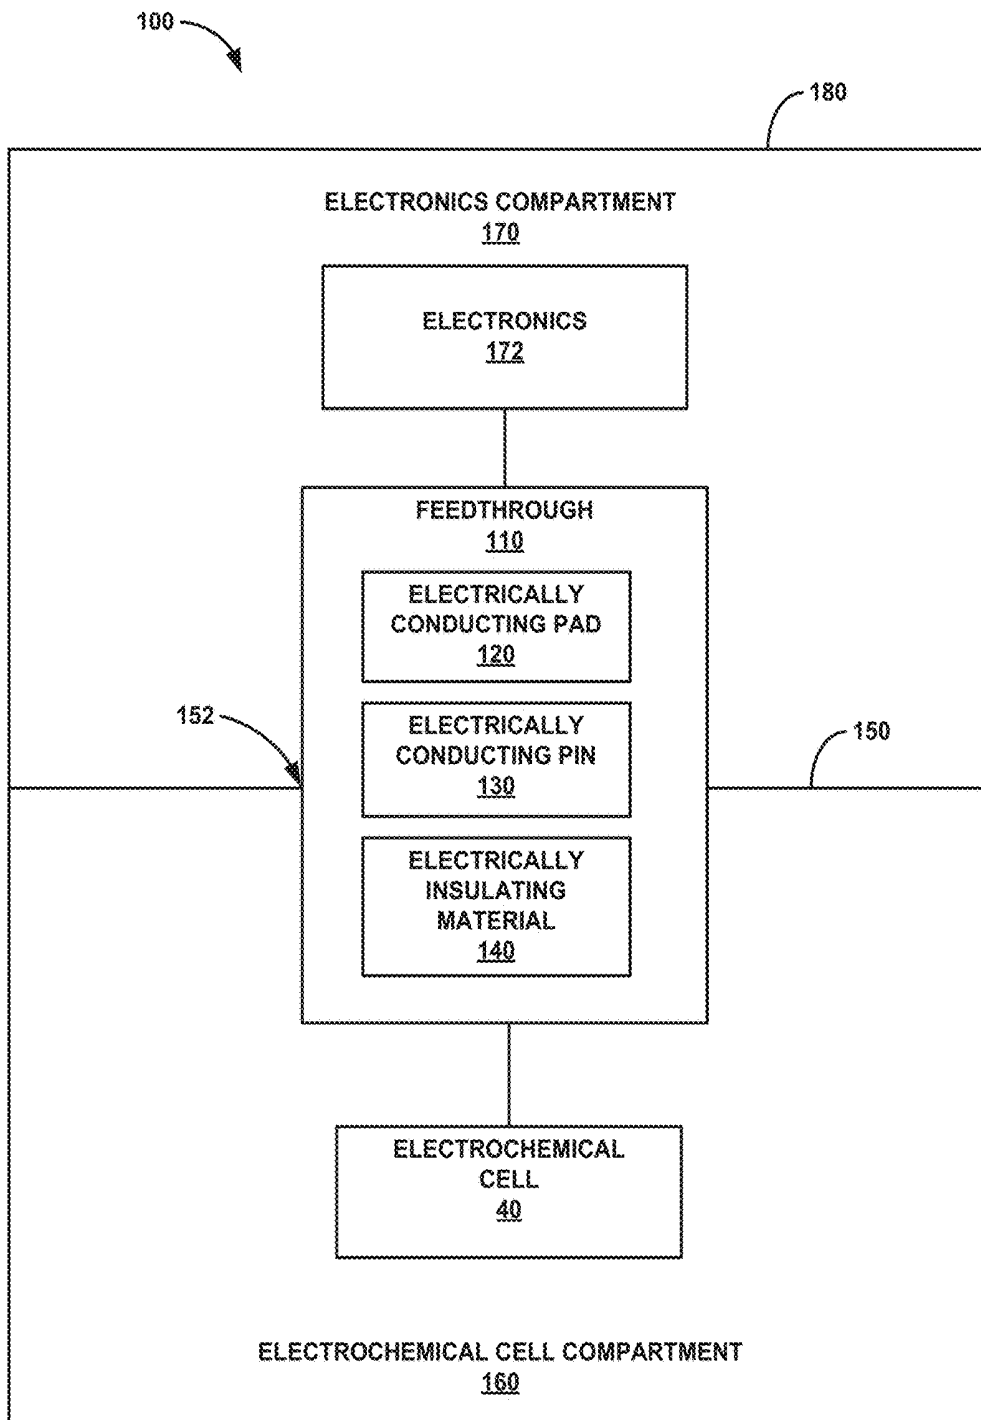 100
180
ELECTRONICS COMPARTMENT
170
ELECTRONICS
172
FEEDTHROUGH
110
ELECTRICALLY
CONDUCTING PAD
120
152
ELECTRICALLY
CONDUCTING PIN
130
150
ELECTRICALLY
INSULATING
MATERIAL
140
ELECTROCHEMICAL
CELL
40
ELECTROCHEMICAL CELL COMPARTMENT
160